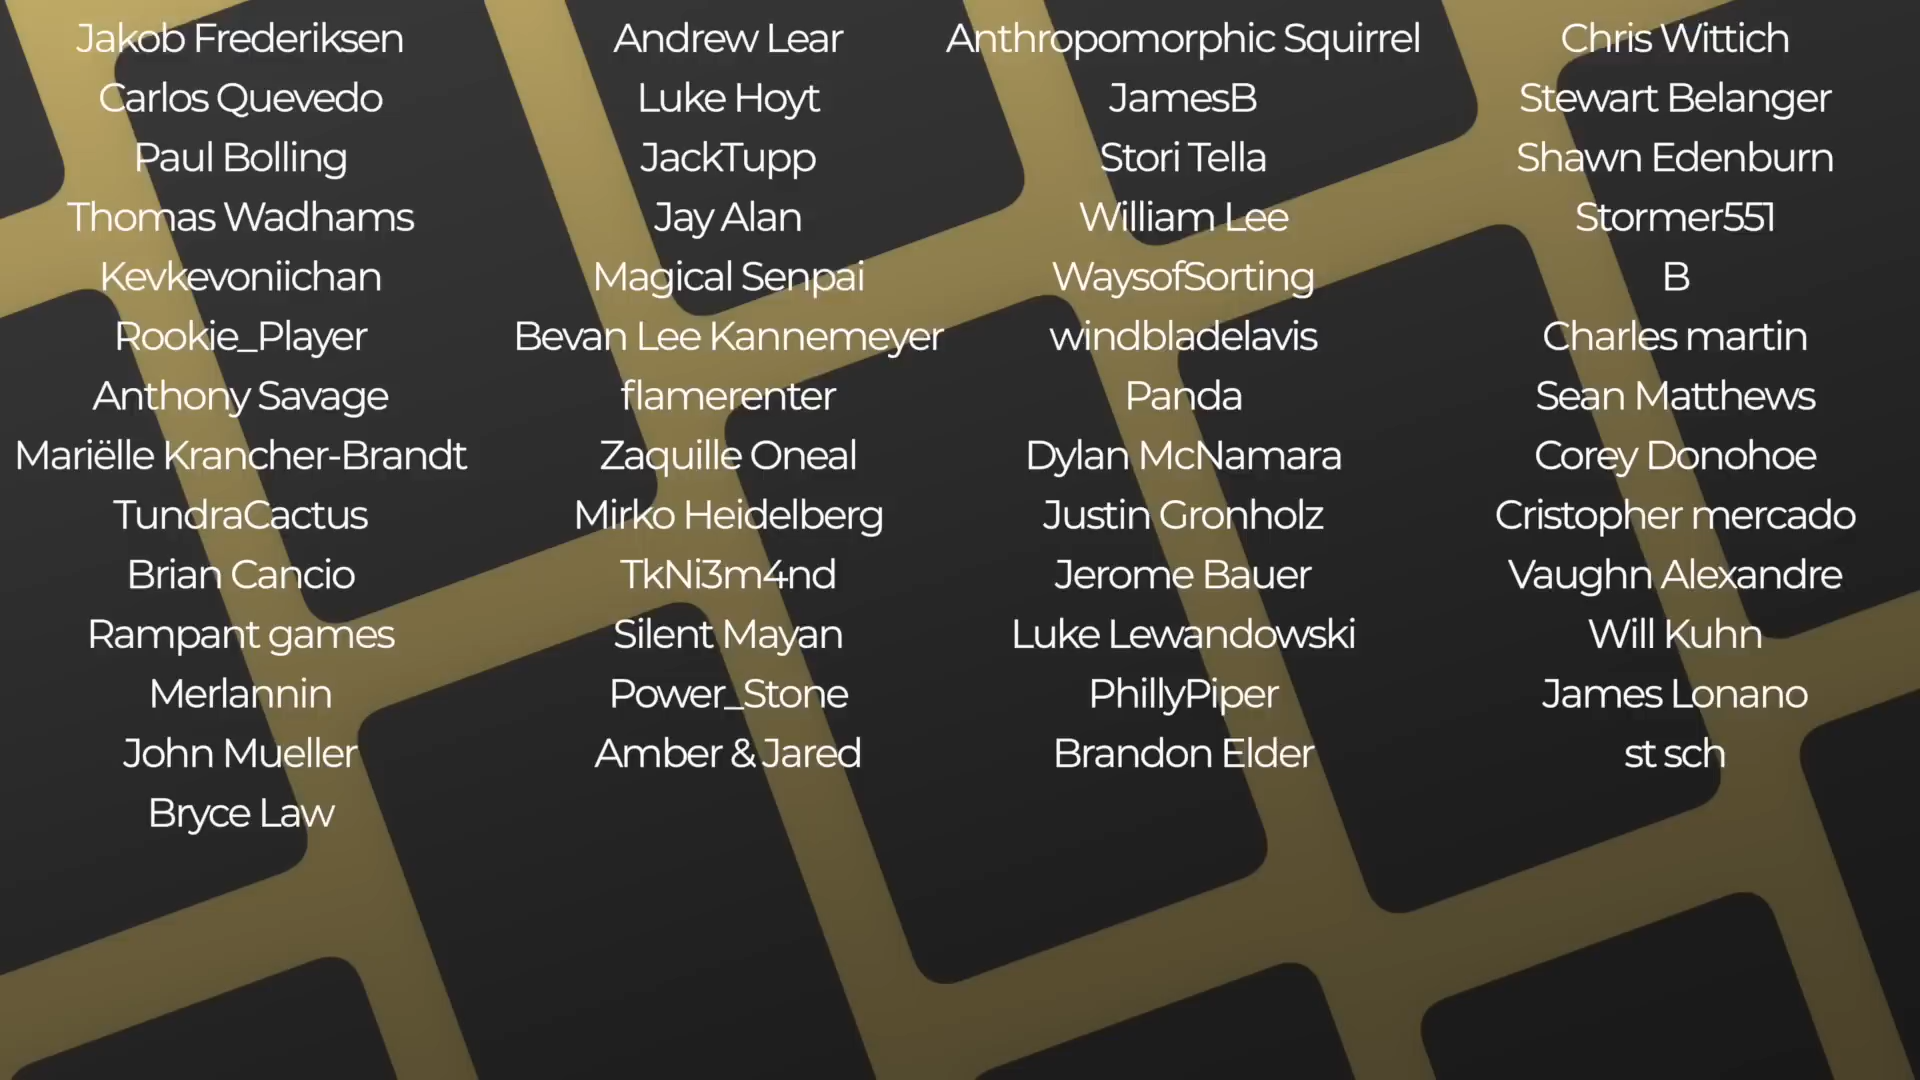 Jakob Frederiksen
Carlos Quevedo
Paul Bolling
Thomas Wadhams
Kevkevoniichan
Rookie_Player
Anthony Savage
Mariëlle Krancher-Brandt
TundraCactus
Brian Cancio
Rampant games
Merlannin
John Mueller
Bryce Law
Andrew Lear
Luke Hoyt
JackTupp
Jay Alan
Magical Senpai
Bevan Lee Kannemeyer
flamerenter
Zaquille Oneal
Mirko Heidelberg
TkNi3m4nd
Silent Mayan
Power_Stone
Amber & Jared
Anthropomorphic Squirrel
JamesB
Stori Tella
William Lee
WaysofSorting
windbladelavis
Panda
Dylan McNamara
Justin Gronholz
Jerome Bauer
Luke Lewandowski
PhillyPiper
Brandon Elder
Chris Wittich
Stewart Belanger
Shawn Edenburn
Stormer551
B
Charles martin
Sean Matthews
Corey Donohoe
Cristopher mercado
Vaughn Alexandre
Will Kuhn
James Lonano
st sch